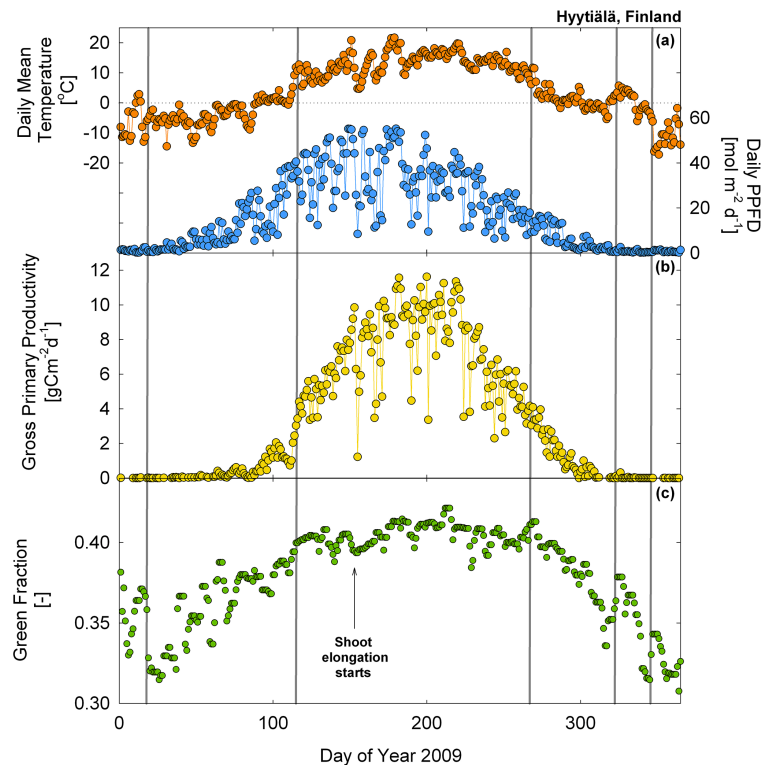 Hyytiälä, Finland
(a)
Daily Mean
Temperature
[°C]
20
10
0
-10
-20
60
40
20
0
Daily PPFD
[mol m⁻² d⁻¹]
(b)
Gross Primary Productivity
[gCm⁻²d⁻¹]
12
10
8
6
4
2
0
(c)
Green Fraction
[-]
0.40
0.35
0.30
Shoot
elongation
starts
0 100 200 300
Day of Year 2009